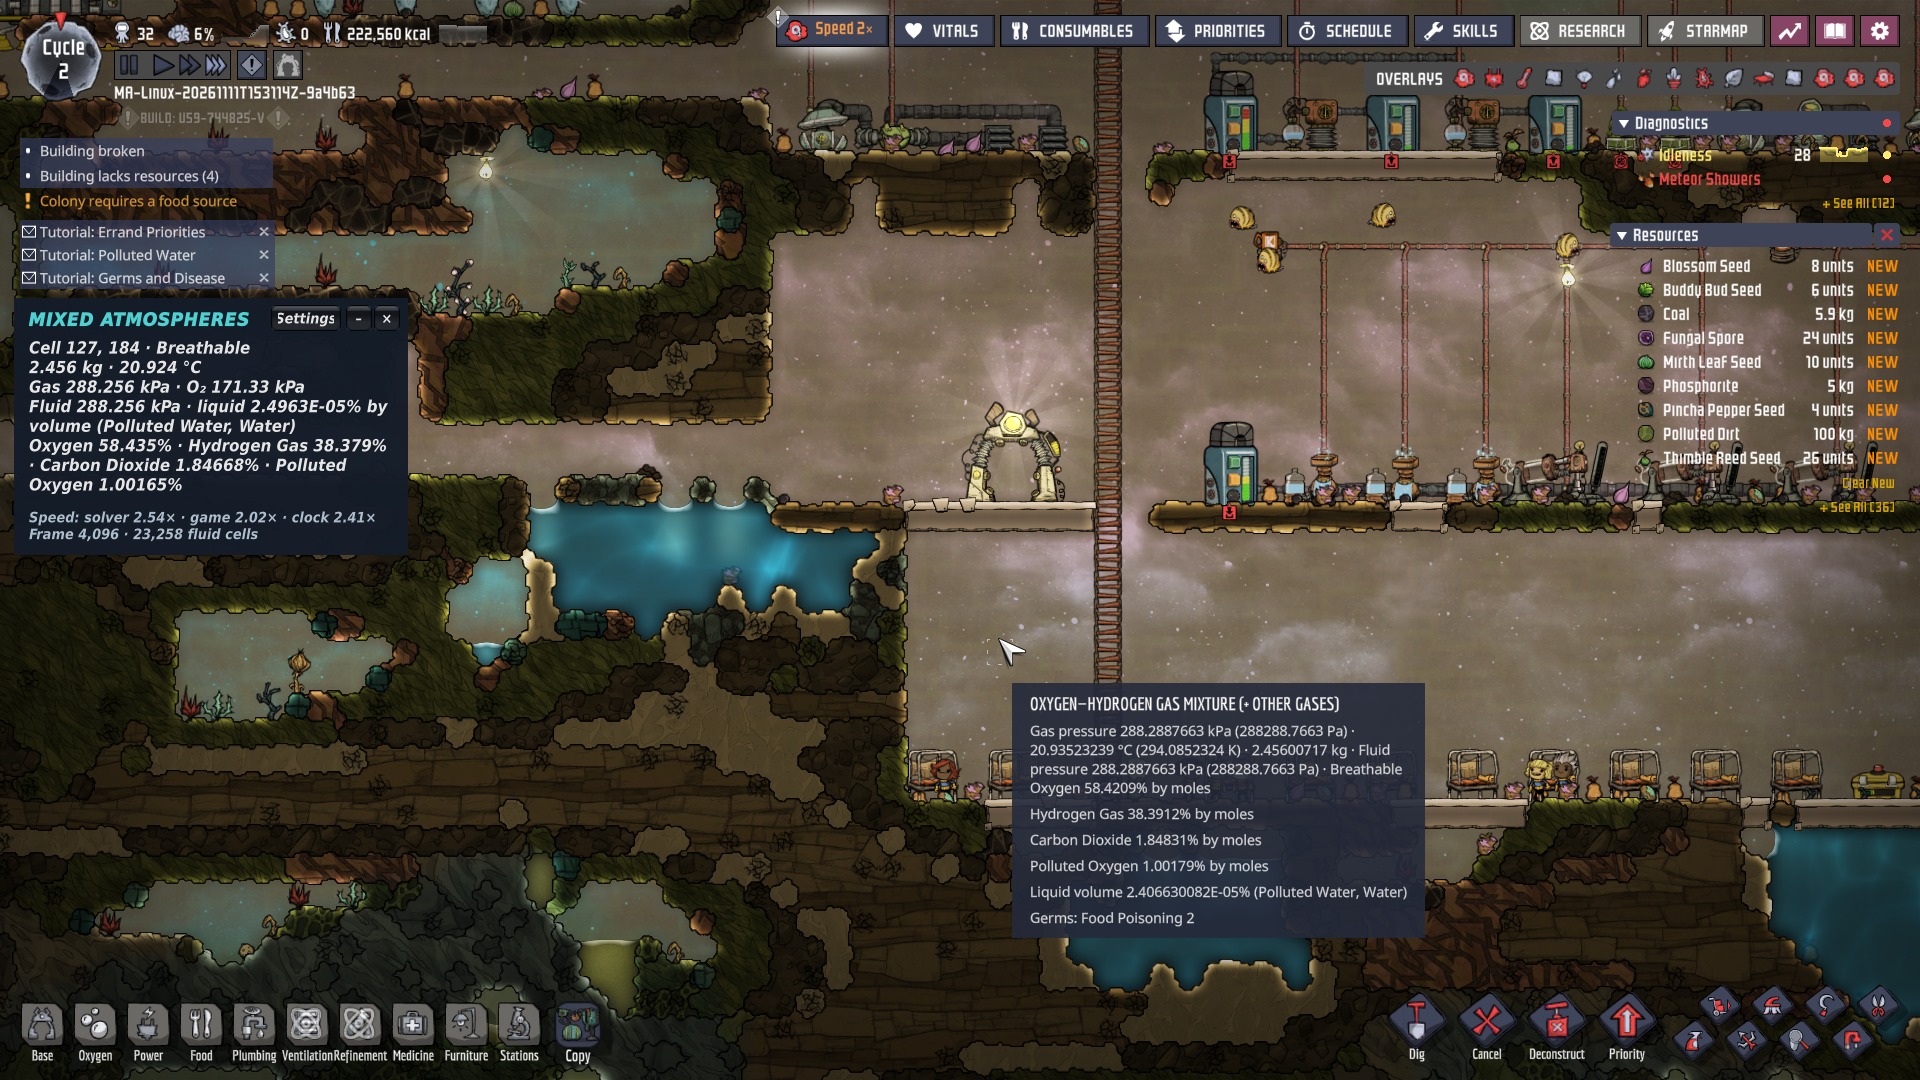 Cycle
2
32
6%
0
222,560 kcal
MA-Linux-20261111T153114Z-9a4b63
BUILD: U59-744825-V
Speed 2×
VITALS
CONSUMABLES
PRIORITIES
SCHEDULE
SKILLS
RESEARCH
STARMAP
OVERLAYS
Building broken
Building lacks resources (4)
! Colony requires a food source
Tutorial: Errand Priorities
Tutorial: Polluted Water
Tutorial: Germs and Disease
MIXED ATMOSPHERES
Settings
Cell 127, 184 · Breathable
2.456 kg · 20.924 °C
Gas 288.256 kPa · O₂ 171.33 kPa
Fluid 288.256 kPa · liquid 2.4963E-05% by
volume (Polluted Water, Water)
Oxygen 58.435% · Hydrogen Gas 38.379%
· Carbon Dioxide 1.84668% · Polluted
Oxygen 1.00165%
Speed: solver 2.54× · game 2.02× · clock 2.41×
Frame 4,096 · 23,258 fluid cells
Diagnostics
Idleness 28
Meteor Showers
+ See All (12)
Resources
Blossom Seed 8 units NEW
Buddy Bud Seed 6 units NEW
Coal 5.9 kg NEW
Fungal Spore 24 units NEW
Mirth Leaf Seed 10 units NEW
Phosphorite 5 kg NEW
Pincha Pepper Seed 4 units NEW
Polluted Dirt 100 kg NEW
Thimble Reed Seed 26 units NEW
Clear New
+ See All (36)
OXYGEN–HYDROGEN GAS MIXTURE (+ OTHER GASES)
Gas pressure 288.2887663 kPa (288288.7663 Pa) ·
20.93523239 °C (294.0852324 K) · 2.45600717 kg · Fluid
pressure 288.2887663 kPa (288288.7663 Pa) · Breathable
Oxygen 58.4209% by moles
Hydrogen Gas 38.3912% by moles
Carbon Dioxide 1.84831% by moles
Polluted Oxygen 1.00179% by moles
Liquid volume 2.406630082E-05% (Polluted Water, Water)
Germs: Food Poisoning 2
Base
Oxygen
Power
Food
Plumbing
Ventilation
Refinement
Medicine
Furniture
Stations
Copy
Dig
Cancel
Deconstruct
Priority